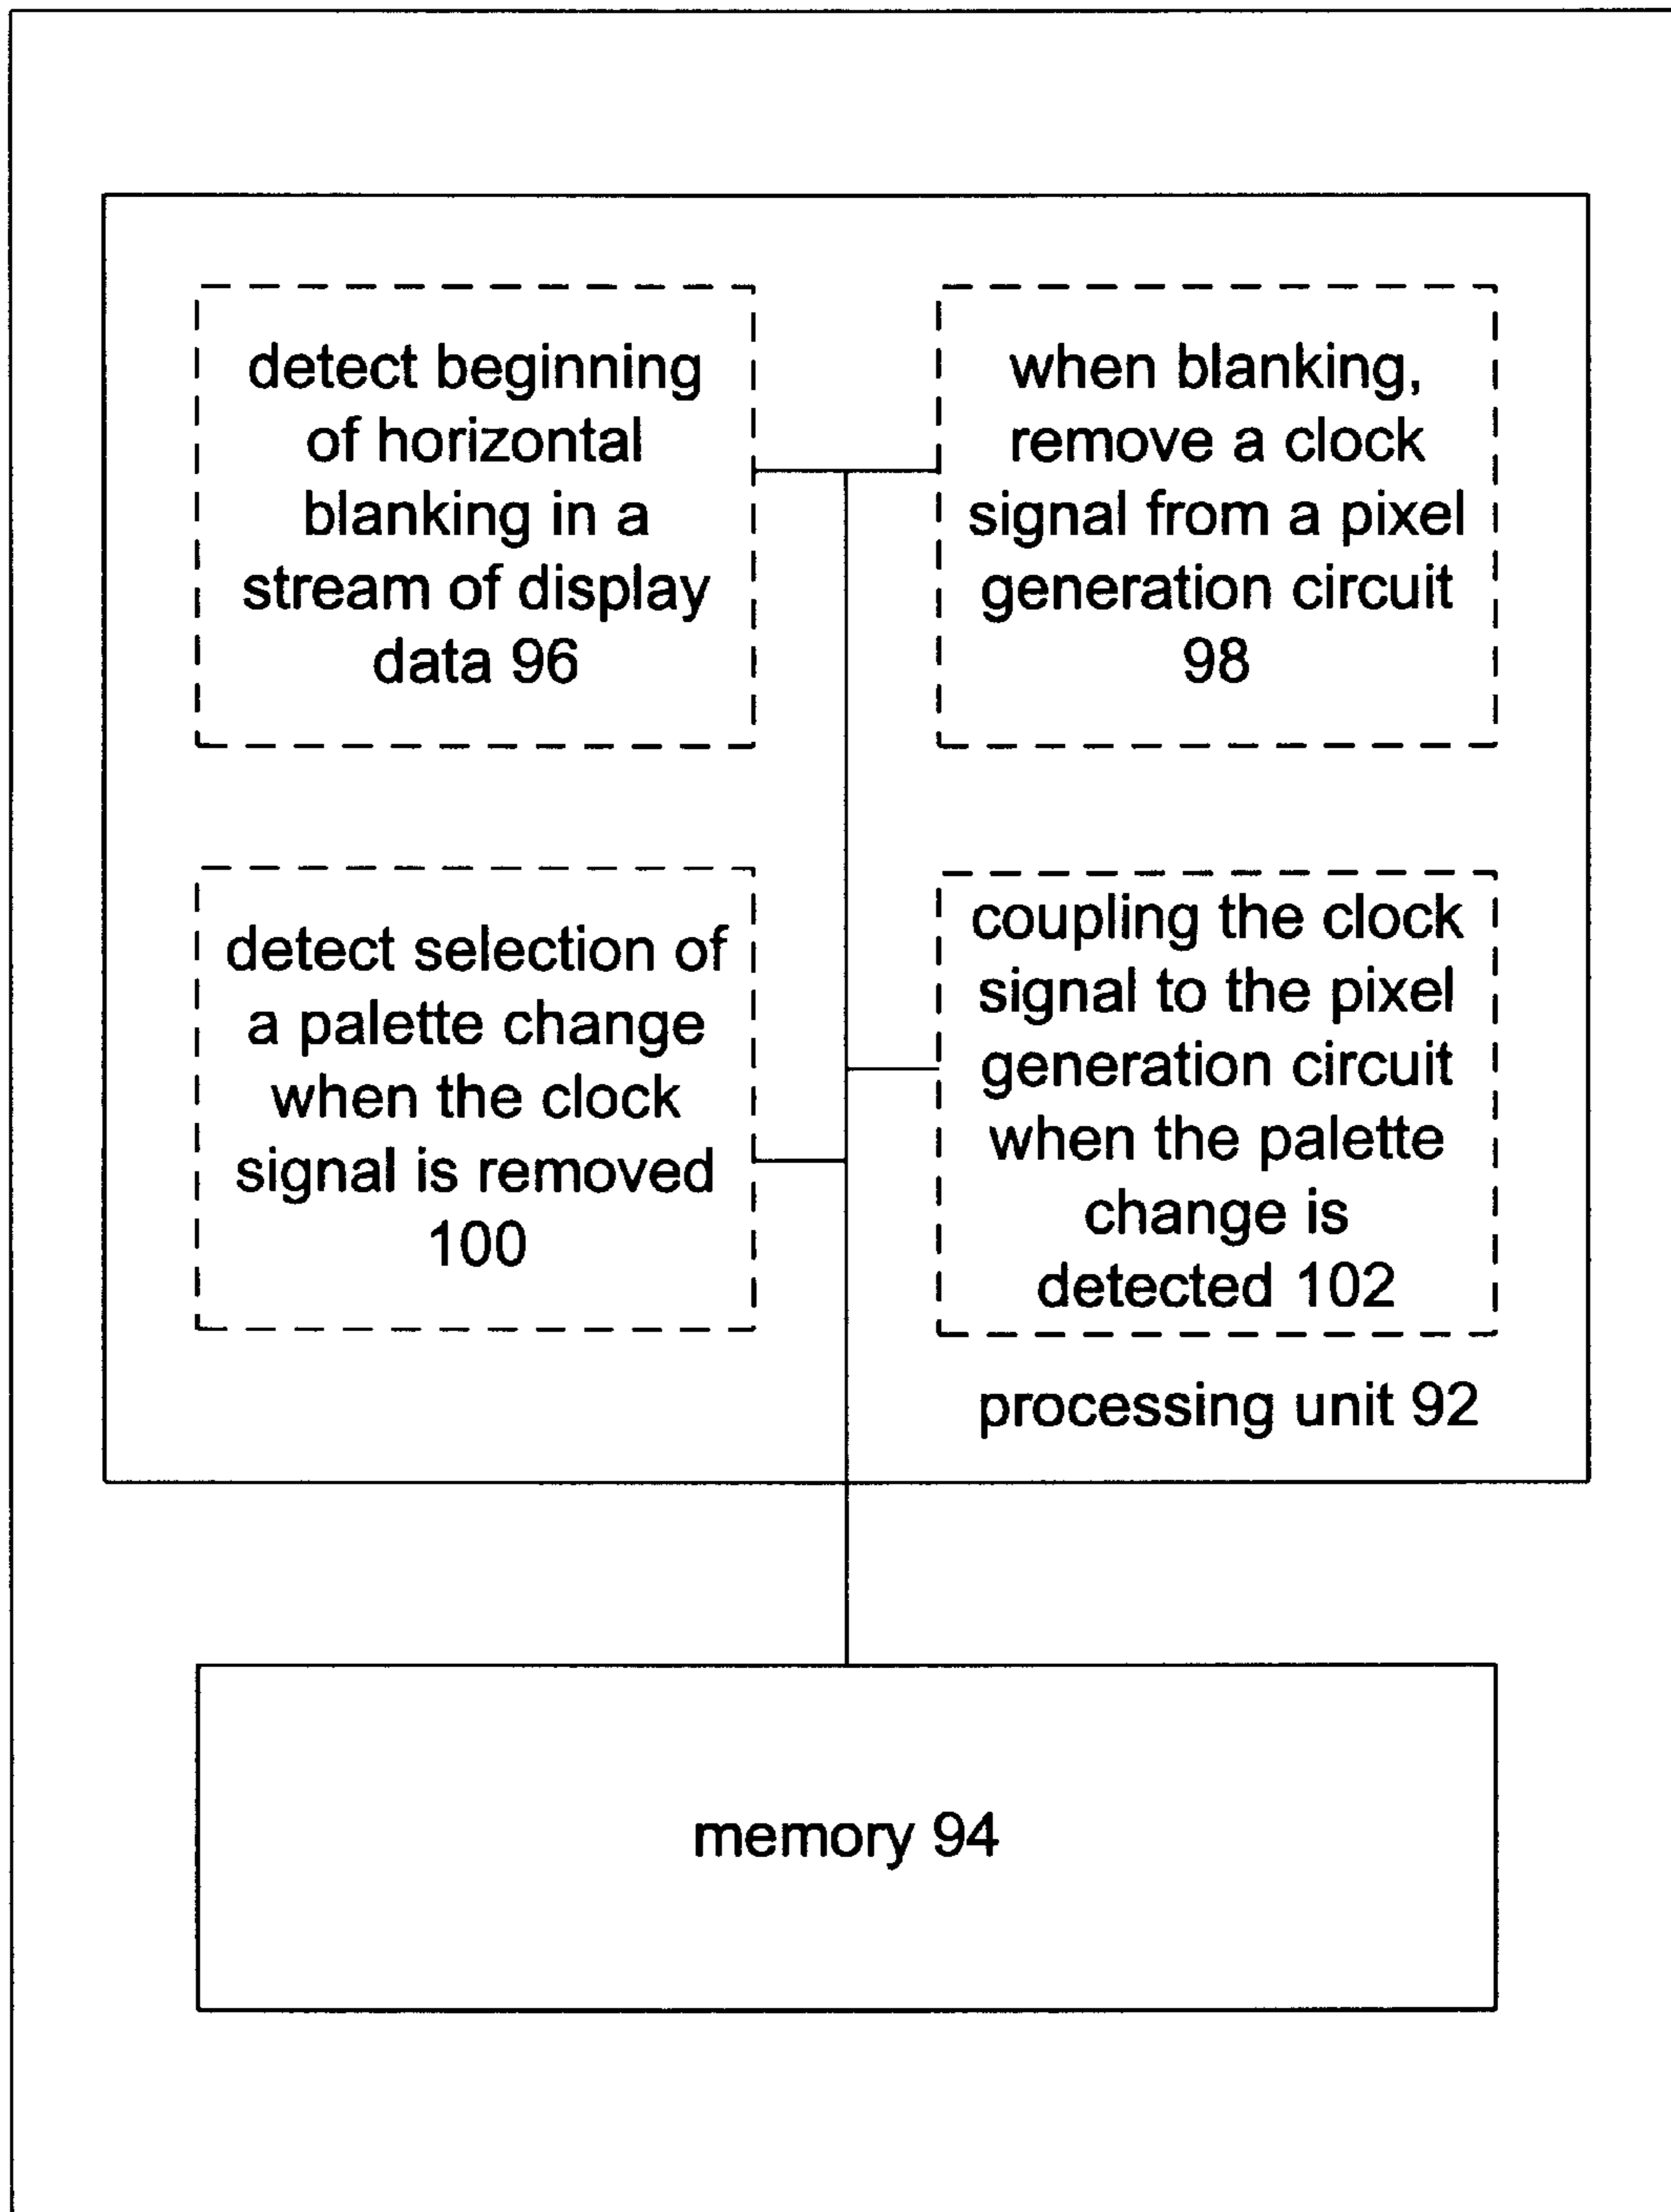 detect beginning
of horizontal
blanking in a
stream of display
data 96
when blanking,
remove a clock
signal from a pixel
generation circuit
98
detect selection of
a palette change
when the clock
signal is removed
100
coupling the clock
signal to the pixel
generation circuit
when the palette
change is
detected 102
processing unit 92
memory 94